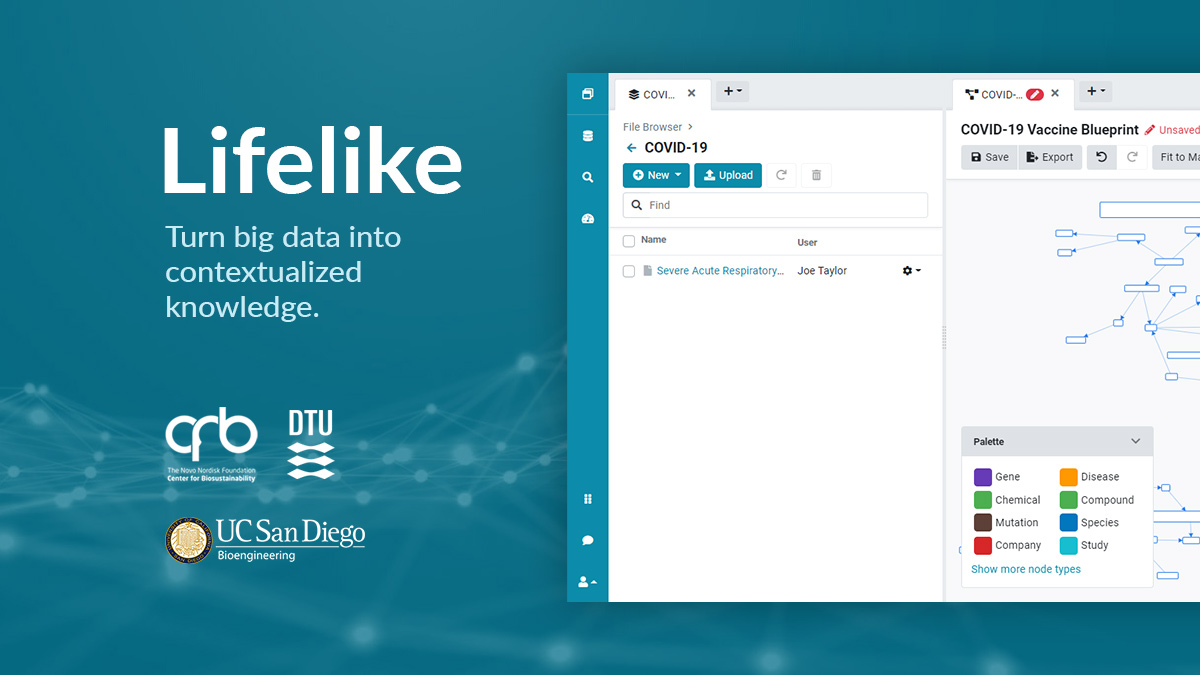 Lifelike
Turn big data into
contextualized
knowledge.
qrb
The Novo Nordisk Foundation
Center for Biosustainability
DTU
UC San Diego
Bioengineering
COVI...
File Browser
COVID-19
New
Upload
Find
Name
User
Severe Acute Respiratory...
Joe Taylor
COVID-...
COVID-19 Vaccine Blueprint
Unsaved
Save
Export
Fit to Ma
Palette
Gene
Disease
Chemical
Compound
Mutation
Species
Company
Study
Show more node types